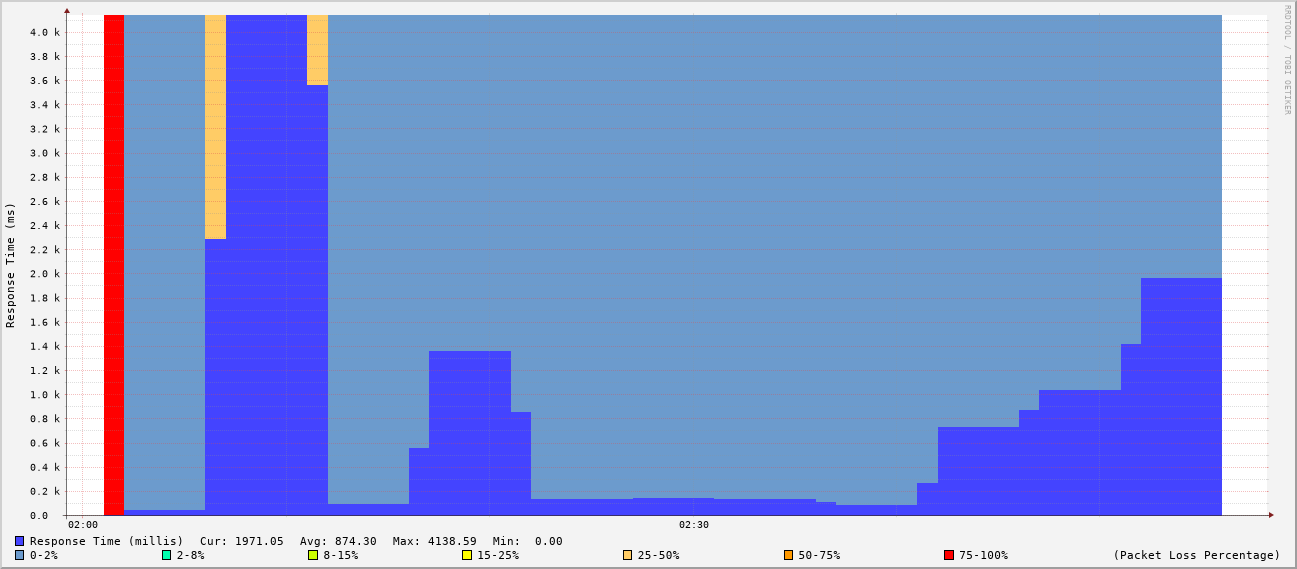 RRDTOOL / TOBI OETIKER
Response Time (ms)
4.0 k
3.8 k
3.6 k
3.4 k
3.2 k
3.0 k
2.8 k
2.6 k
2.4 k
2.2 k
2.0 k
1.8 k
1.6 k
1.4 k
1.2 k
1.0 k
0.8 k
0.6 k
0.4 k
0.2 k
0.0
02:00 02:30
Response Time (millis) Cur: 1971.05 Avg: 874.30 Max: 4138.59 Min: 0.00
0-2% 2-8% 8-15% 15-25% 25-50% 50-75% 75-100% (Packet Loss Percentage)